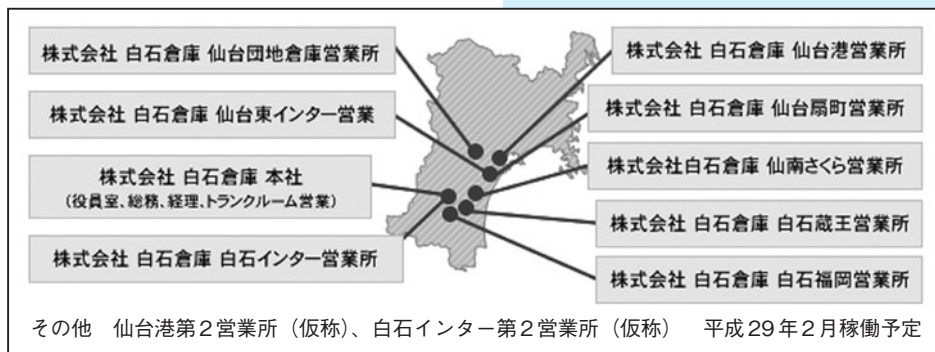 株式会社 白石倉庫 仙台団地倉庫営業所
株式会社 白石倉庫 仙台東インター営業
株式会社 白石倉庫 本社
（役員室、総務、経理、トランクルーム営業）
株式会社 白石倉庫 白石インター営業所
株式会社 白石倉庫 仙台港営業所
株式会社 白石倉庫 仙台扇町営業所
株式会社白石倉庫 仙南さくら営業所
株式会社 白石倉庫 白石蔵王営業所
株式会社 白石倉庫 白石福岡営業所
その他　仙台港第２営業所（仮称）、白石インター第２営業所（仮称）　平成29年２月稼働予定